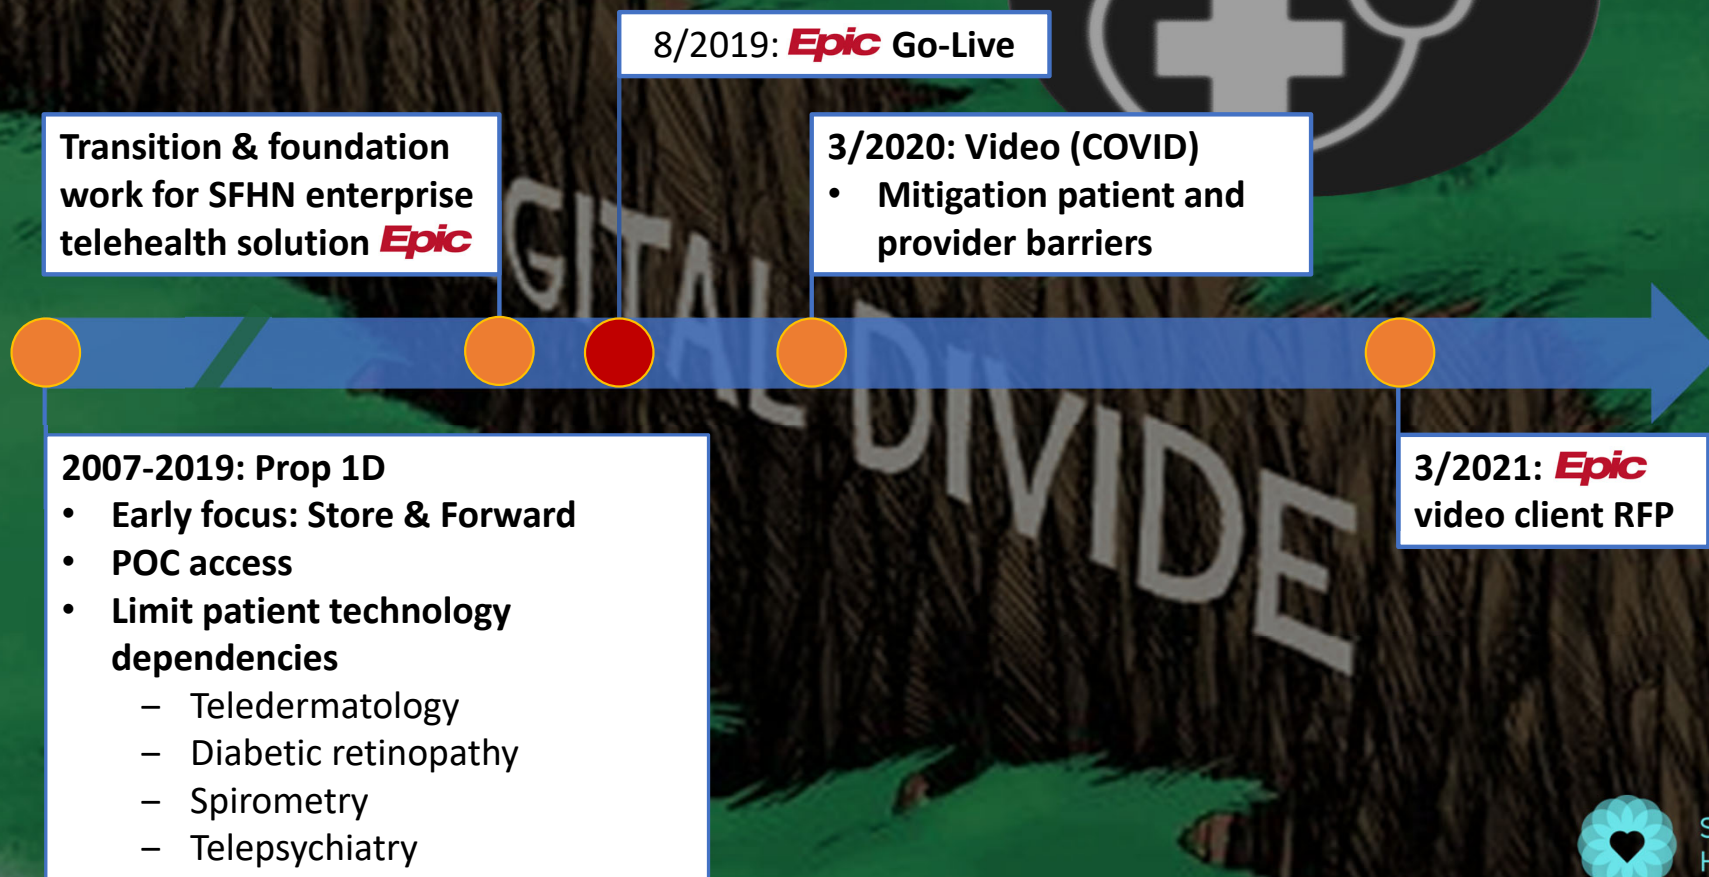 8/2019: Epic Go-Live
Transition & foundation
work for SFHN enterprise
telehealth solution Epic
3/2020: Video (COVID)
• Mitigation patient and
provider barriers
GITAL DIVIDE
2007-2019: Prop 1D
• Early focus: Store & Forward
• POC access
• Limit patient technology
dependencies
– Teledermatology
– Diabetic retinopathy
– Spirometry
– Telepsychiatry
3/2021: Epic
video client RFP